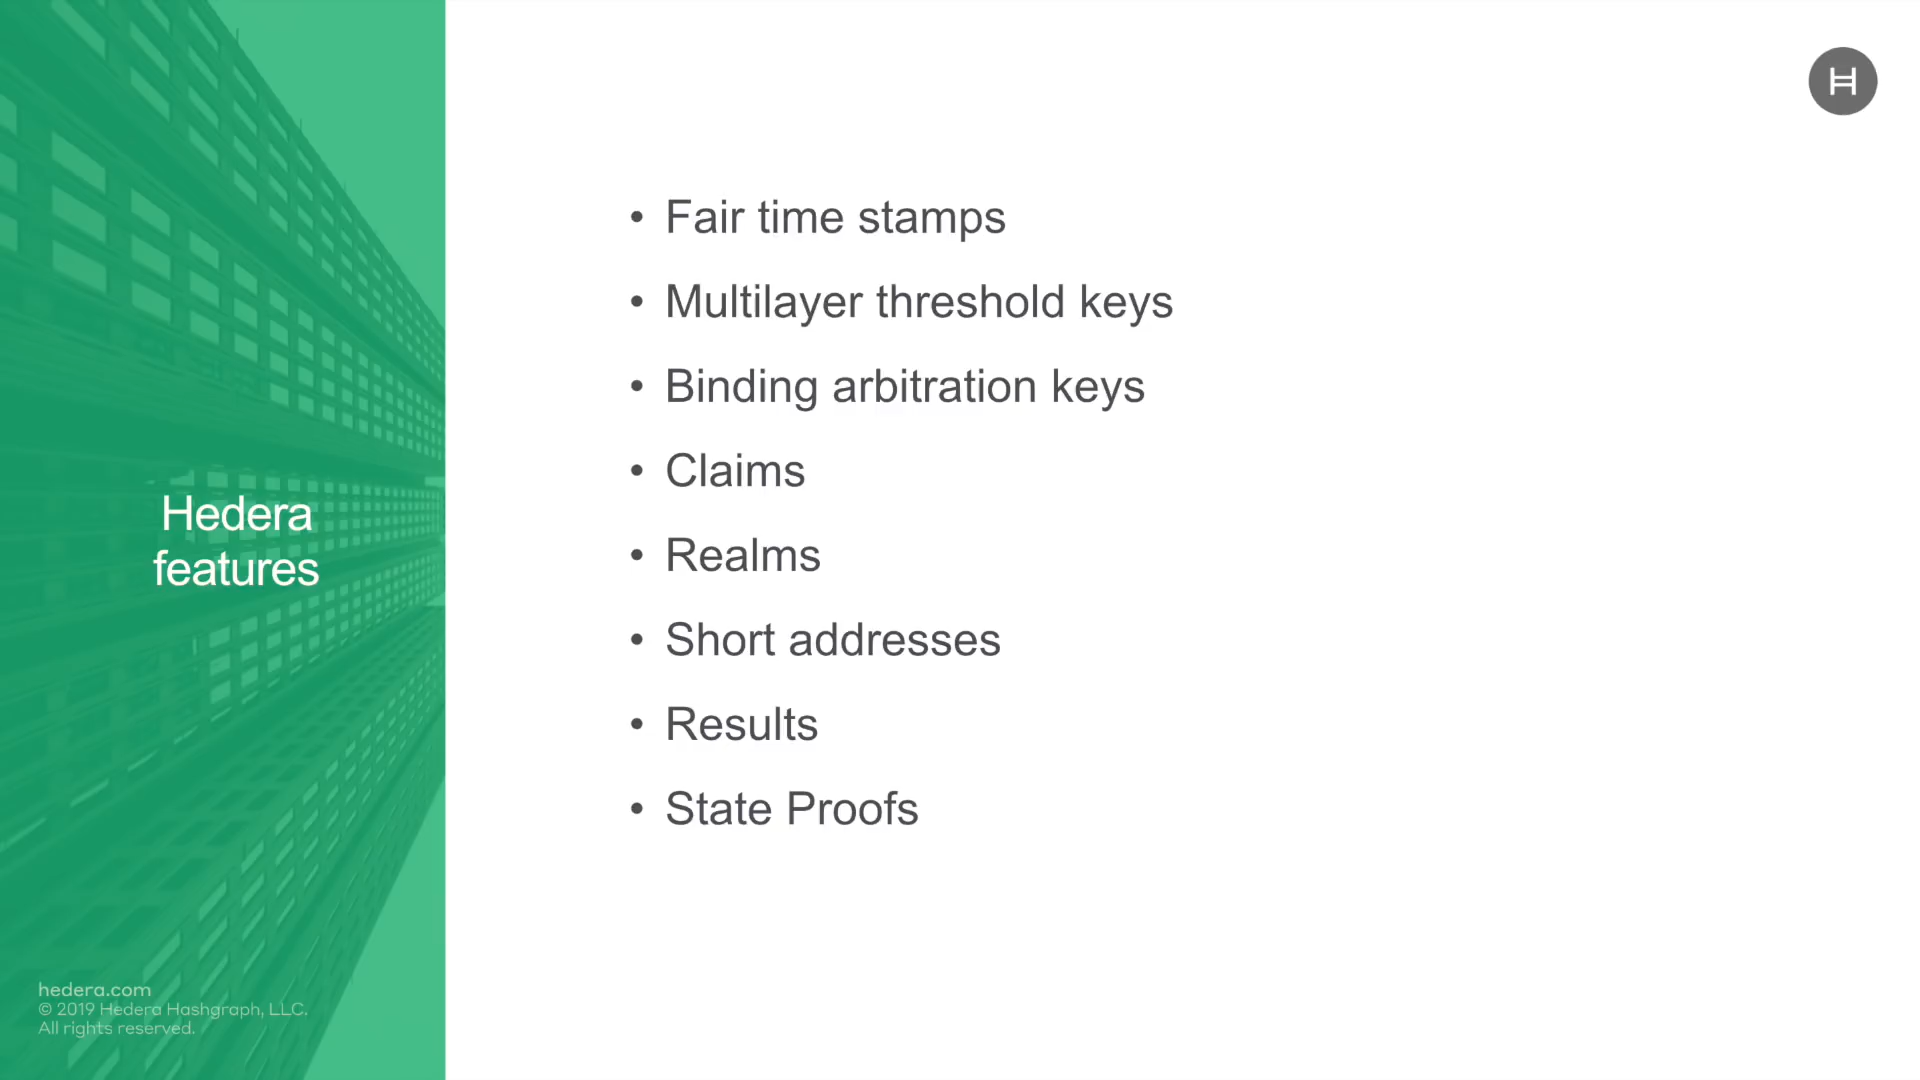 Hedera
features
• Fair time stamps
• Multilayer threshold keys
• Binding arbitration keys
• Claims
• Realms
• Short addresses
• Results
• State Proofs
hedera.com
© 2019 Hedera Hashgraph, LLC.
All rights reserved.